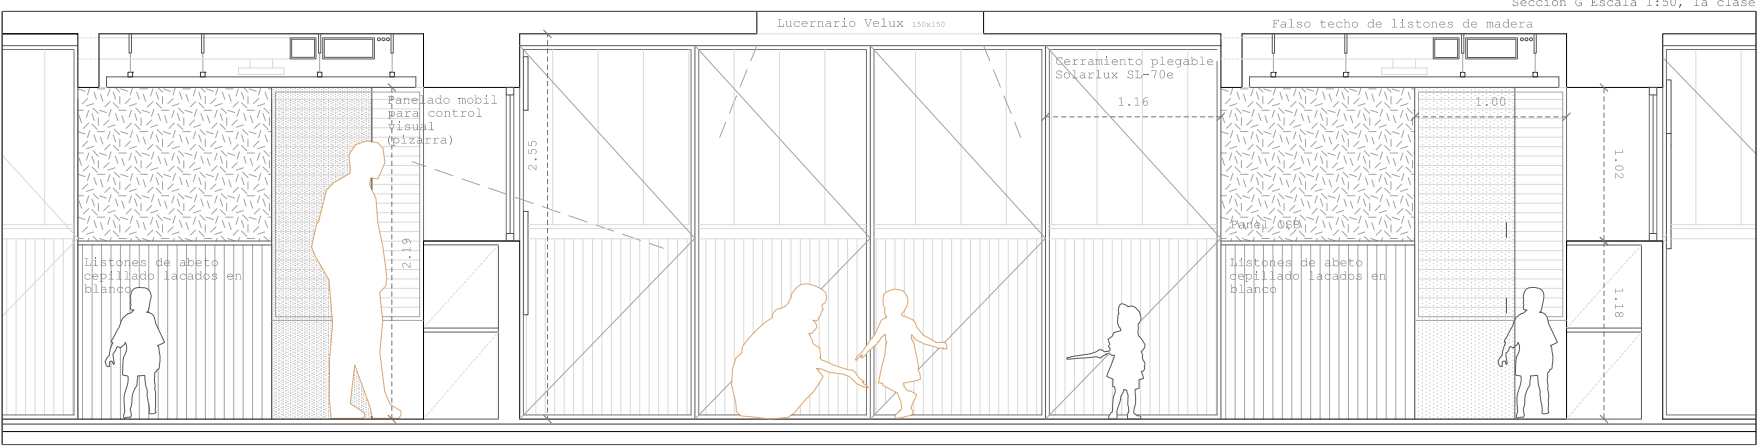 Sección G Escala 1:50, la clase
Lucernario Velux 150x150
Falso techo de listones de madera
Cerramiento plegable
Solarlux SL-70e
1.16
1.00
Panelado mobil
para control
visual
(pizarra)
2.55
1.02
2.19
Panel OSB
Listones de abeto
cepillado lacados en
blanco
Listones de abeto
cepillado lacados en
blanco
1.18